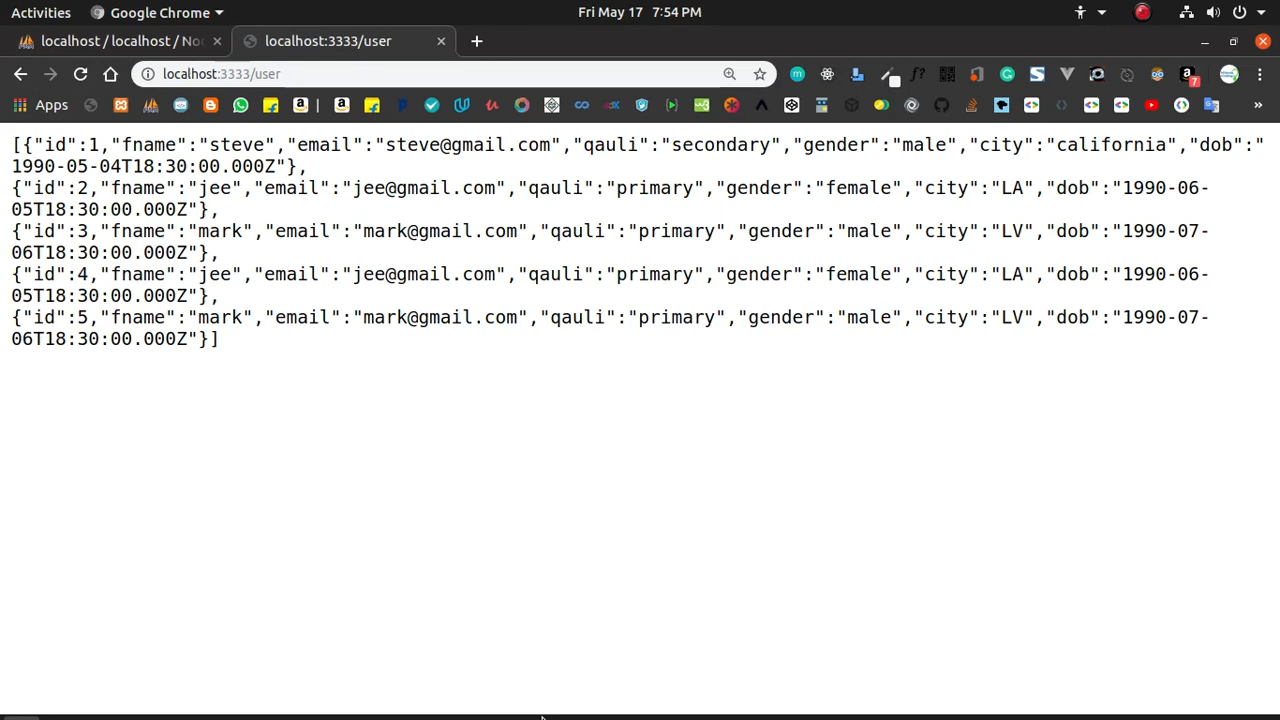 Activities Google Chrome Fri May 17 7:54 PM
localhost / localhost / No localhost:3333/user
localhost:3333/user
Apps
[{"id":1,"fname":"steve","email":"steve@gmail.com","qauli":"secondary","gender":"male","city":"california","dob":"
1990-05-04T18:30:00.000Z"},
{"id":2,"fname":"jee","email":"jee@gmail.com","qauli":"primary","gender":"female","city":"LA","dob":"1990-06-
05T18:30:00.000Z"},
{"id":3,"fname":"mark","email":"mark@gmail.com","qauli":"primary","gender":"male","city":"LV","dob":"1990-07-
06T18:30:00.000Z"},
{"id":4,"fname":"jee","email":"jee@gmail.com","qauli":"primary","gender":"female","city":"LA","dob":"1990-06-
05T18:30:00.000Z"},
{"id":5,"fname":"mark","email":"mark@gmail.com","qauli":"primary","gender":"male","city":"LV","dob":"1990-07-
06T18:30:00.000Z"}]